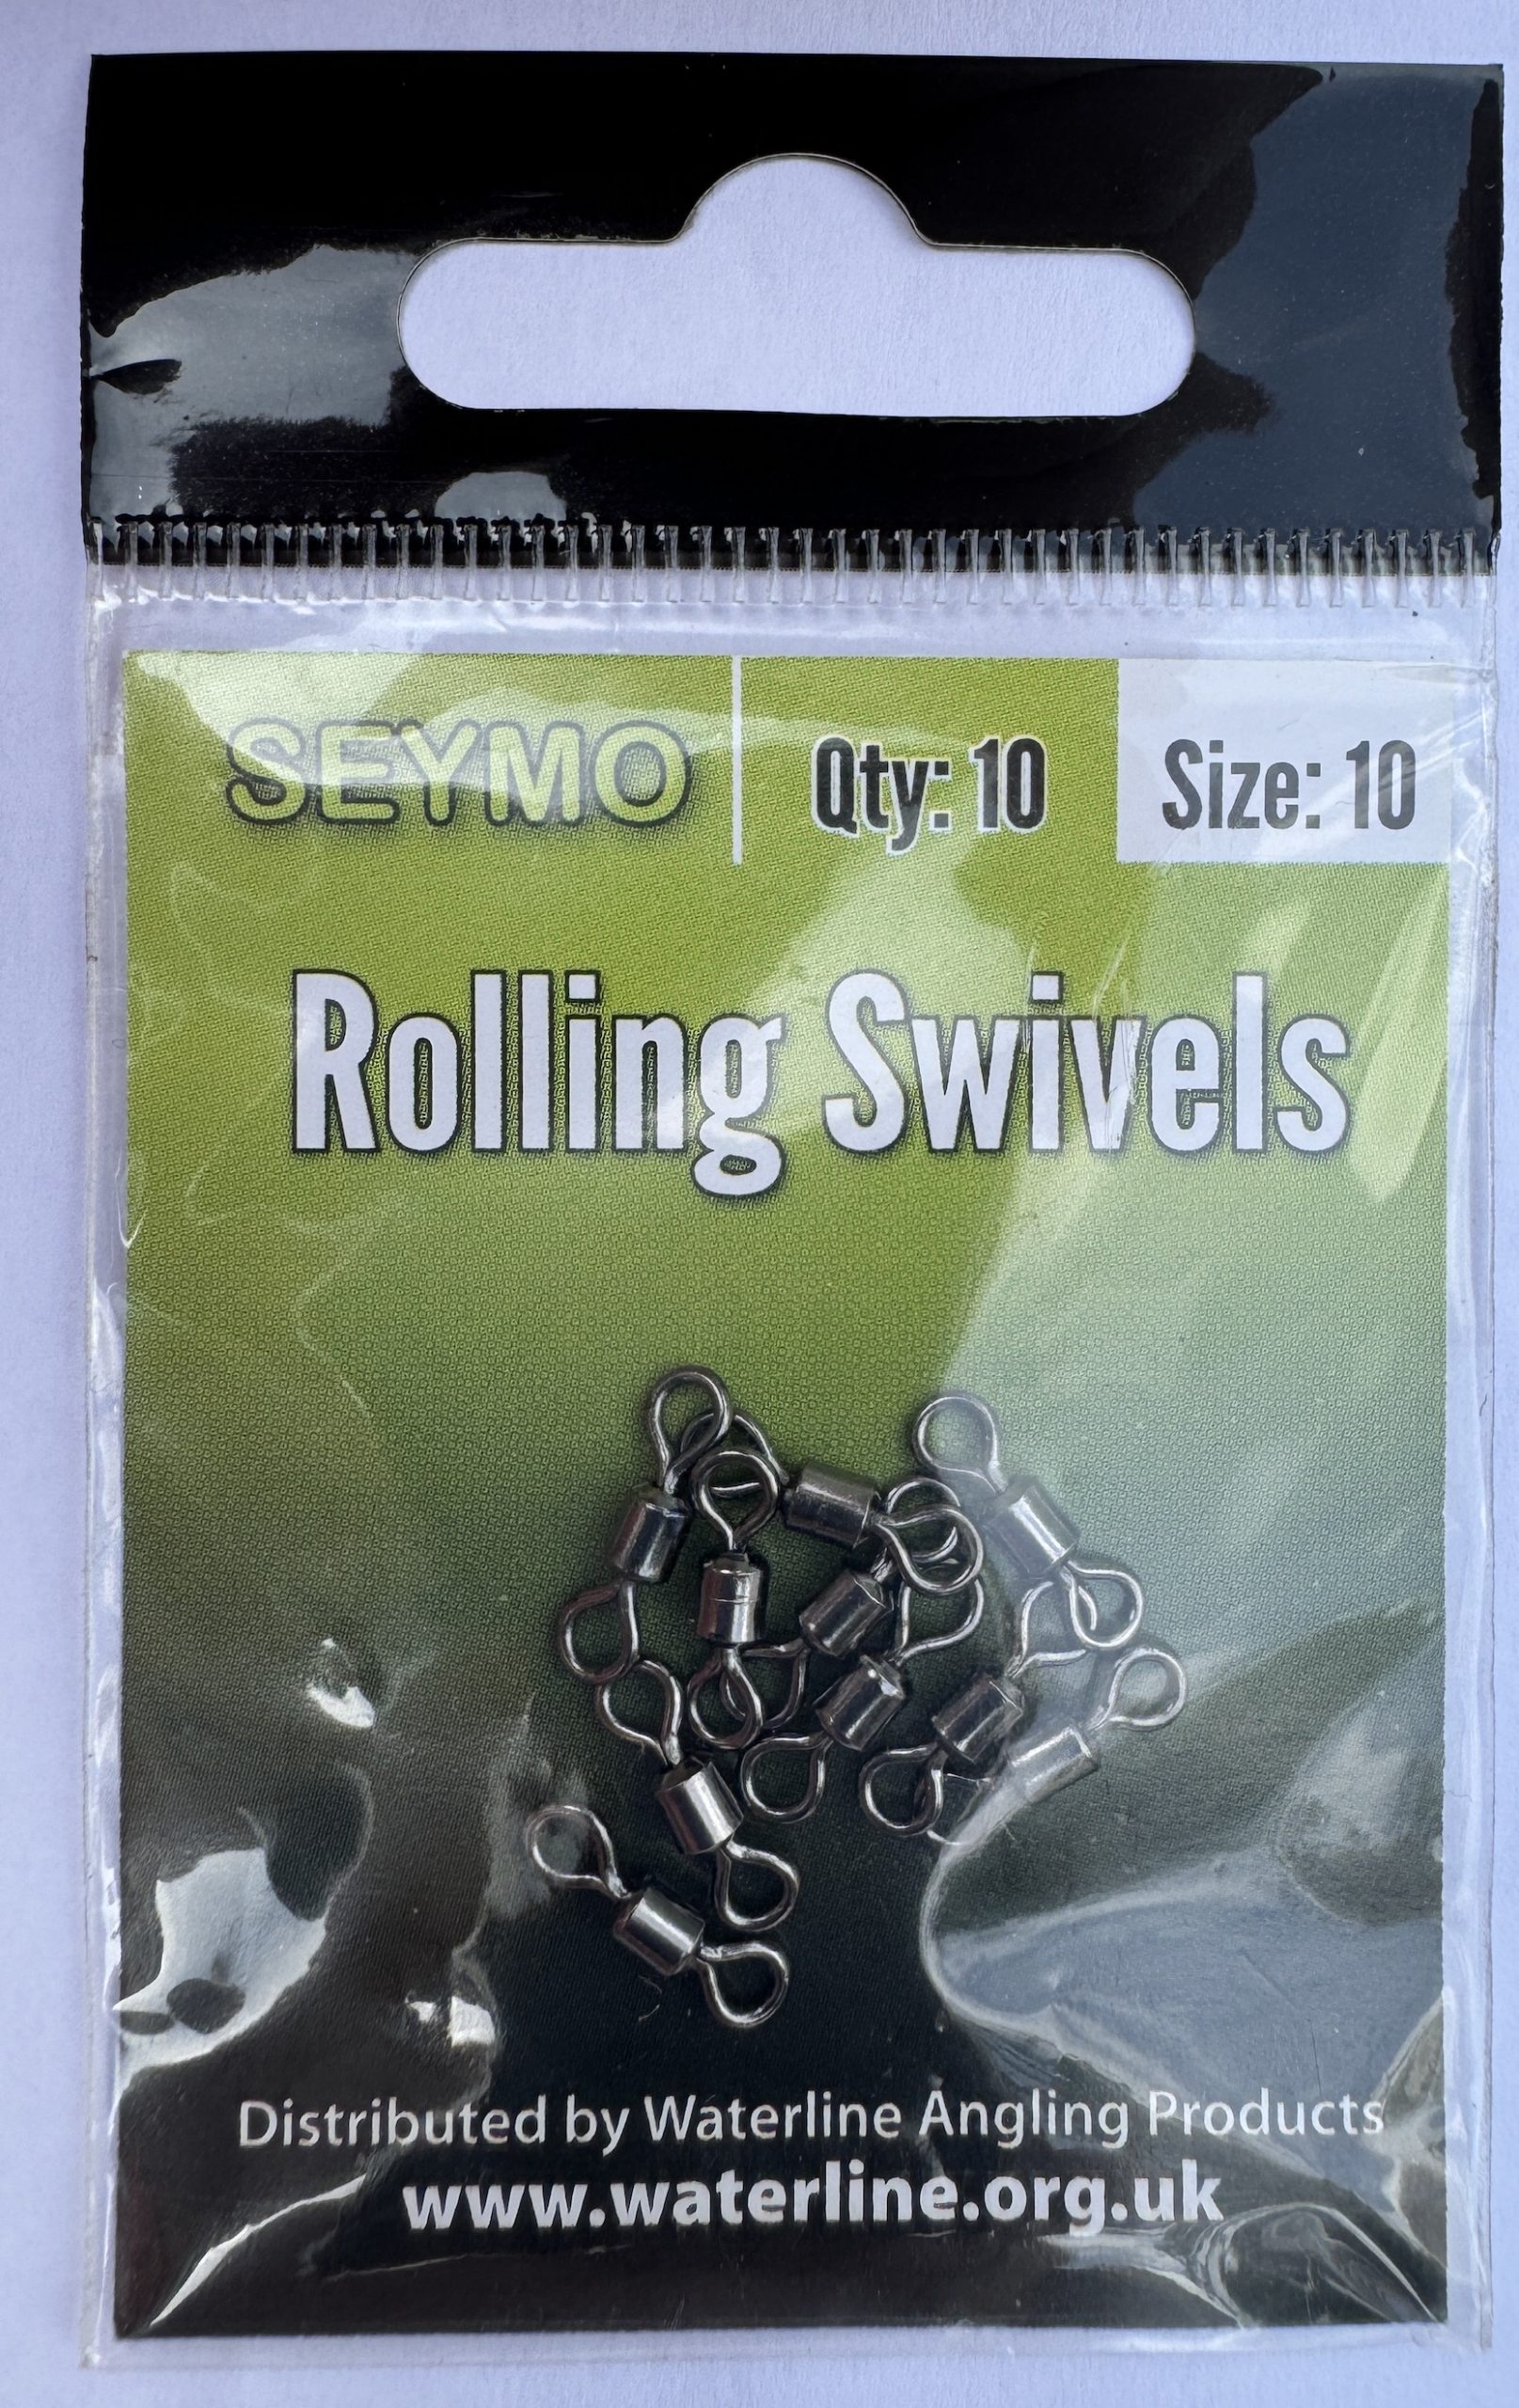 SEYMO Qty: 10 Size: 10
Rolling Swivels
Distributed by Waterline Angling Products
www.waterline.org.uk